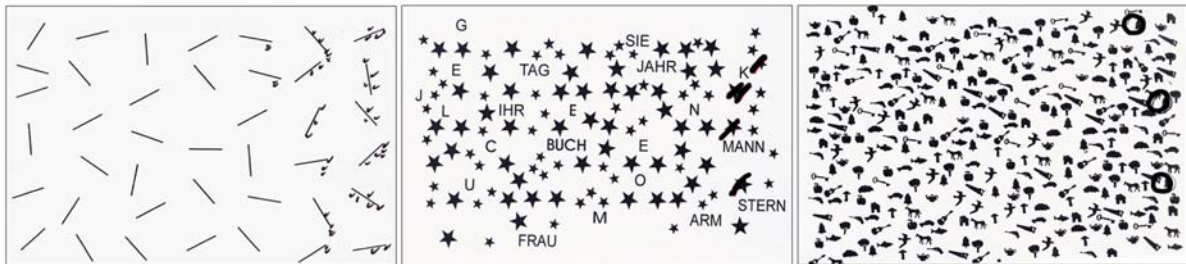 G
SIE
E TAG JAHR K
J
L IHR E N
C BUCH E MANN
U O STERN
M ARM
FRAU